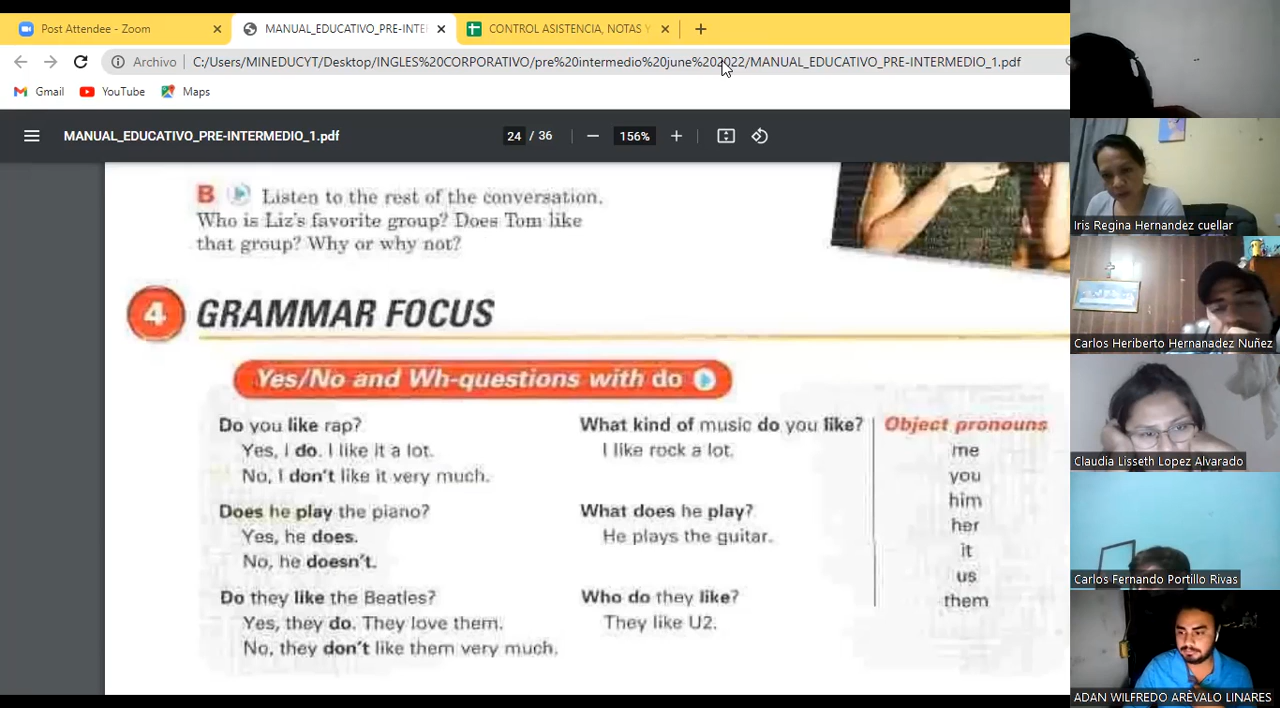 Post Attendee - Zoom
MANUAL_EDUCATIVO_PRE-INTE
CONTROL ASISTENCIA, NOTAS Y
Archivo
C:/Users/MINEDUCYT/Desktop/INGLES%20CORPORATIVO/pre%20intermedio%20june%202022/MANUAL_EDUCATIVO_PRE-INTERMEDIO_1.pdf
Gmail
YouTube
Maps
MANUAL_EDUCATIVO_PRE-INTERMEDIO_1.pdf
24 / 36
156%
B Listen to the rest of the conversation.
Who is Liz's favorite group? Does Tom like
that group? Why or why not?
4 GRAMMAR FOCUS
Yes/No and Wh-questions with do
Do you like rap?
Yes, I do. I like it a lot.
No, I don't like it very much.
Does he play the piano?
Yes, he does.
No, he doesn't.
Do they like the Beatles?
Yes, they do. They love them.
No, they don't like them very much.
What kind of music do you like?
I like rock a lot.
What does he play?
He plays the guitar.
Who do they like?
They like U2.
Object pronouns
me
you
him
her
it
us
them
Iris Regina Hernandez cuellar
Carlos Heriberto Hernanadez Nuñez
Claudia Lisseth Lopez Alvarado
Carlos Fernando Portillo Rivas
ADAN WILFREDO ARÈVALO LINARES